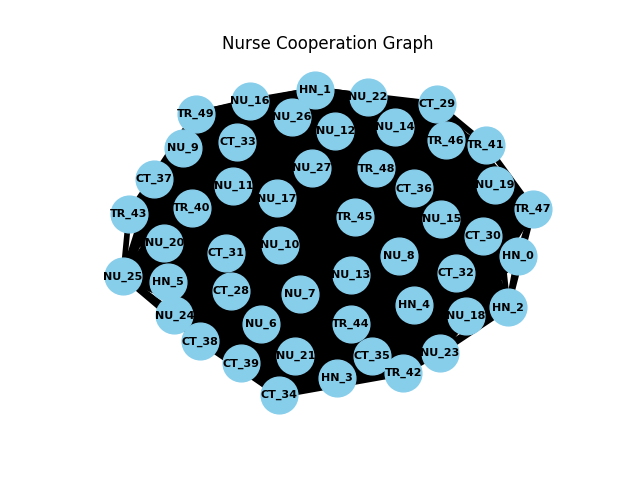 Nurse Cooperation Graph
HN_1
NU_22
NU_16
CT_29
TR_49
NU_26
NU_12
NU_14
TR_46
CT_33
TR_41
NU_9
NU_27
TR_48
CT_37
NU_11
CT_36
NU_19
NU_17
TR_40
TR_47
TR_43
TR_45
NU_15
CT_30
NU_20
NU_10
CT_31
NU_8
HN_0
CT_32
NU_25
NU_13
HN_5
CT_28
NU_7
HN_4
HN_2
NU_24
NU_18
NU_6
TR_44
CT_38
NU_23
NU_21
CT_35
CT_39
TR_42
HN_3
CT_34